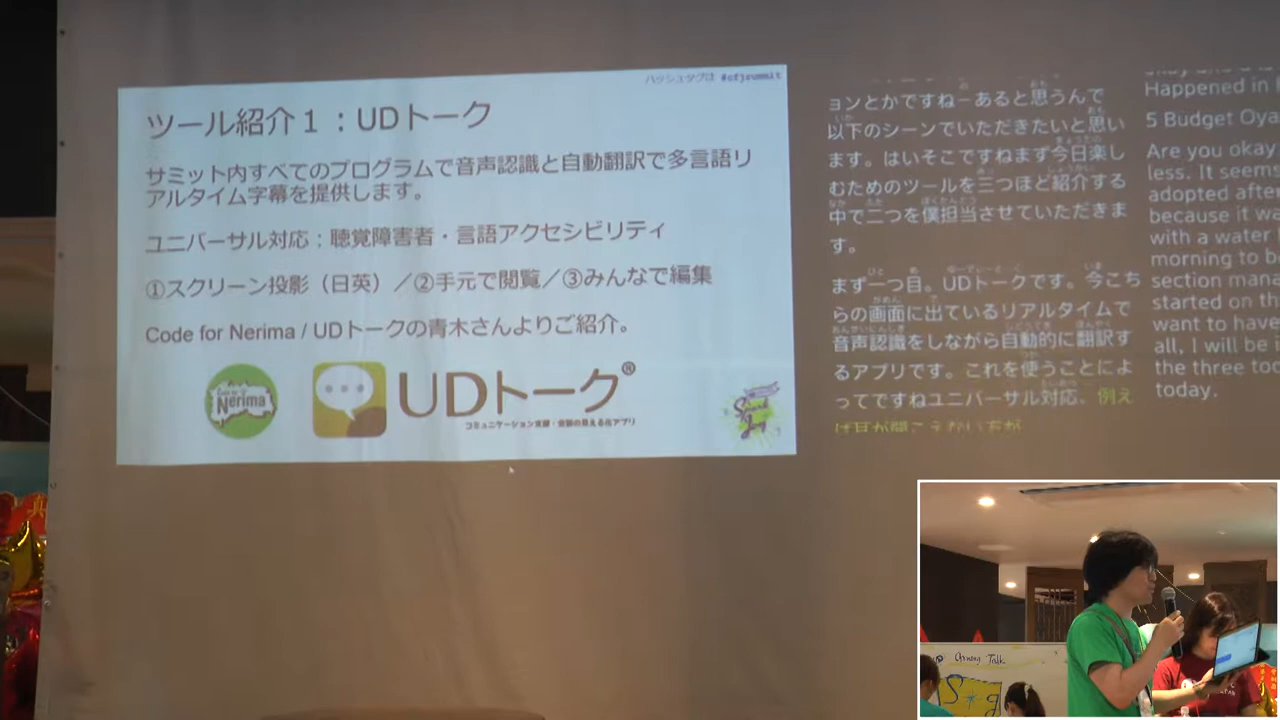 ハッシュタグは #cfjsummit
ツール紹介１：UDトーク
サミット内すべてのプログラムで音声認識と自動翻訳で多言語リ
アルタイム字幕を提供します。
ユニバーサル対応：聴覚障害者・言語アクセシビリティ
①スクリーン投影（日英）／②手元で閲覧／③みんなで編集
Code for Nerima / UDトークの青木さんよりご紹介。
Code for
Nerima
UDトーク®
コミュニケーション支援・会話の見える化アプリ
ョンとかですね－あると思うんで
以下のシーンでいただきたいと思い
ます。はいそこですねまず今日楽し
むためのツールを三つほど紹介する
中で二つを僕担当させていただきま
す。
まず一つ目。UDトークです。今こち
らの画面に出ているリアルタイムで
音声認識をしながら自動的に翻訳す
るアプリです。これを使うことによ
ってですねユニバーサル対応、例え
ば耳が聞こえない方が
Happened in
5 Budget Oya
Are you okay
less. It seems
adopted after
because it wa
with a water
morning to b
section mana
started on th
want to have
all, I will be i
the three too
today.
Talk